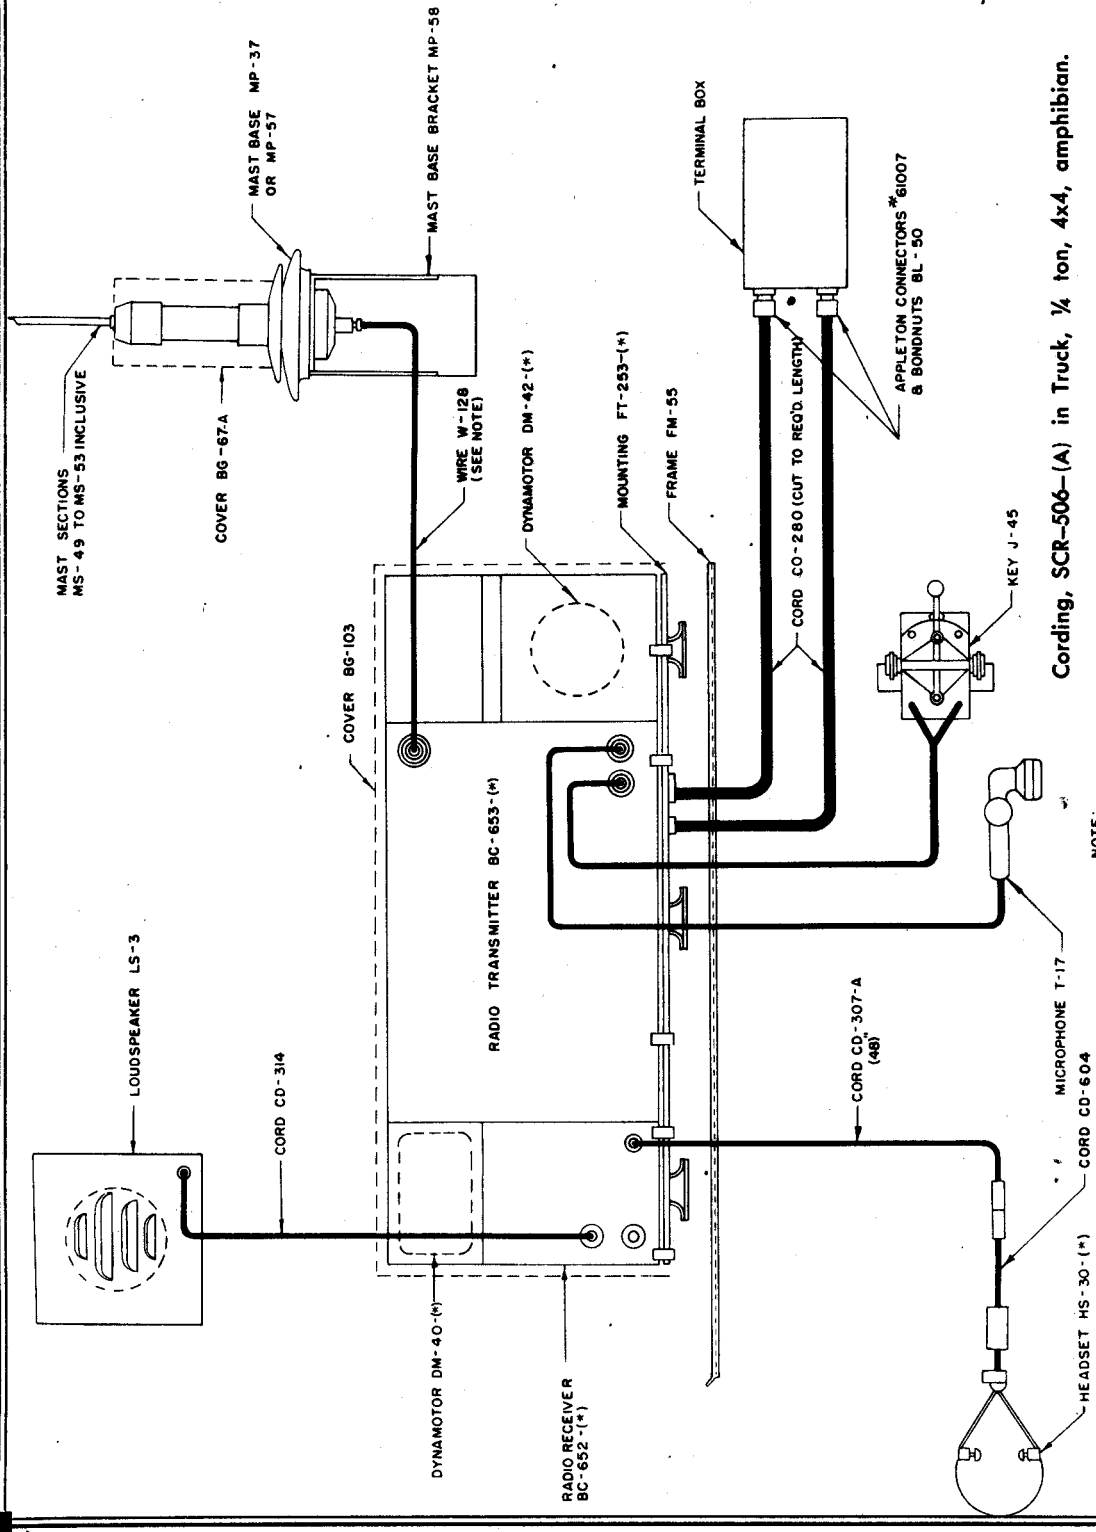 LOUDSPEAKER LS-3
CORD CD-314
MAST SECTIONS
MS-49 TO MS-53 INCLUSIVE
COVER BG-67-A
MAST BASE MP-37
OR MP-57
MAST BASE BRACKET MP-58
WIRE W-128
(SEE NOTE)
COVER BG-103
DYNAMOTOR DM-42-(*)
MOUNTING FT-253-(*)
FRAME FM-55
TERMINAL BOX
RADIO TRANSMITTER BC-653-(*)
DYNAMOTOR DM-40-(*)
RADIO RECEIVER
BC-652-(*)
CORD CO-280 (CUT TO REQ'D. LENGTH)
APPLETON CONNECTORS #61007
& BONDNUTS BL-50
CORD CD-307-A
(48")
KEY J-45
MICROPHONE T-17
CORD CD-604
HEADSET HS-30-(*)
Cording, SCR-506-(A) in Truck, ¼ ton, 4x4, amphibian.
NOTE: